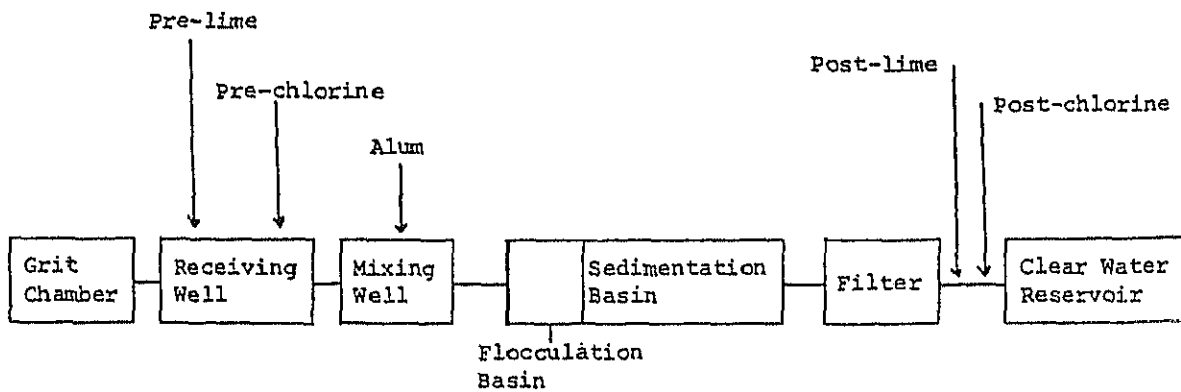 Pre-lime
Pre-chlorine
Alum
Post-lime
Post-chlorine
Grit
Chamber
Receiving
Well
Mixing
Well
Sedimentation
Basin
Filter
Clear Water
Reservoir
Flocculation
Basin